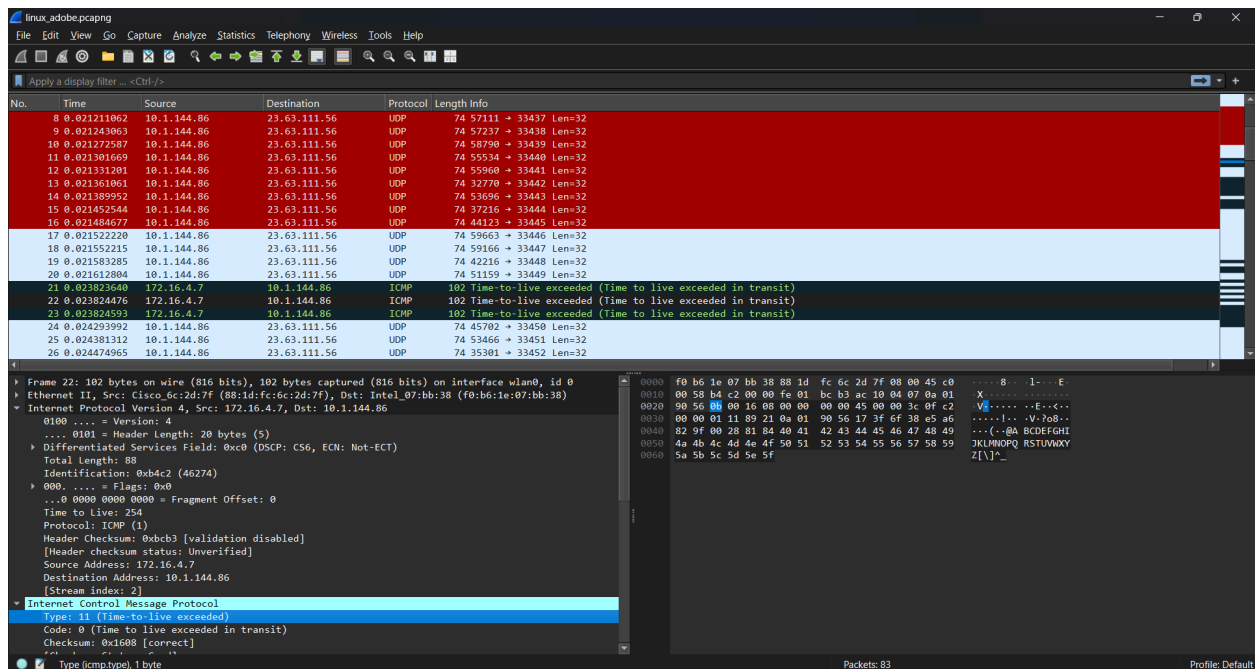 linux_adobe.pcapng
File Edit View Go Capture Analyze Statistics Telephony Wireless Tools Help
Apply a display filter ... <Ctrl-/>
No. Time Source Destination Protocol Length Info
8 0.021211062 10.1.144.86 23.63.111.56 UDP 74 57111 → 33437 Len=32
9 0.021243063 10.1.144.86 23.63.111.56 UDP 74 57237 → 33438 Len=32
10 0.021272587 10.1.144.86 23.63.111.56 UDP 74 58790 → 33439 Len=32
11 0.021301669 10.1.144.86 23.63.111.56 UDP 74 55534 → 33440 Len=32
12 0.021331201 10.1.144.86 23.63.111.56 UDP 74 55960 → 33441 Len=32
13 0.021361061 10.1.144.86 23.63.111.56 UDP 74 32770 → 33442 Len=32
14 0.021389952 10.1.144.86 23.63.111.56 UDP 74 53696 → 33443 Len=32
15 0.021452544 10.1.144.86 23.63.111.56 UDP 74 37216 → 33444 Len=32
16 0.021484677 10.1.144.86 23.63.111.56 UDP 74 44123 → 33445 Len=32
17 0.021522220 10.1.144.86 23.63.111.56 UDP 74 59663 → 33446 Len=32
18 0.021552215 10.1.144.86 23.63.111.56 UDP 74 59166 → 33447 Len=32
19 0.021583285 10.1.144.86 23.63.111.56 UDP 74 42216 → 33448 Len=32
20 0.021612804 10.1.144.86 23.63.111.56 UDP 74 51159 → 33449 Len=32
21 0.023823640 172.16.4.7 10.1.144.86 ICMP 102 Time-to-live exceeded (Time to live exceeded in transit)
22 0.023824476 172.16.4.7 10.1.144.86 ICMP 102 Time-to-live exceeded (Time to live exceeded in transit)
23 0.023824593 172.16.4.7 10.1.144.86 ICMP 102 Time-to-live exceeded (Time to live exceeded in transit)
24 0.024293992 10.1.144.86 23.63.111.56 UDP 74 45702 → 33450 Len=32
25 0.024381312 10.1.144.86 23.63.111.56 UDP 74 53466 → 33451 Len=32
26 0.024474965 10.1.144.86 23.63.111.56 UDP 74 35301 → 33452 Len=32
Frame 22: 102 bytes on wire (816 bits), 102 bytes captured (816 bits) on interface wlan0, id 0
Ethernet II, Src: Cisco_6c:2d:7f (88:1d:fc:6c:2d:7f), Dst: Intel_07:bb:38 (f0:b6:1e:07:bb:38)
Internet Protocol Version 4, Src: 172.16.4.7, Dst: 10.1.144.86
0100 .... = Version: 4
.... 0101 = Header Length: 20 bytes (5)
Differentiated Services Field: 0xc0 (DSCP: CS6, ECN: Not-ECT)
Total Length: 88
Identification: 0xb4c2 (46274)
000. .... = Flags: 0x0
...0 0000 0000 0000 = Fragment Offset: 0
Time to Live: 254
Protocol: ICMP (1)
Header Checksum: 0xbcb3 [validation disabled]
[Header checksum status: Unverified]
Source Address: 172.16.4.7
Destination Address: 10.1.144.86
[Stream index: 2]
Internet Control Message Protocol
Type: 11 (Time-to-live exceeded)
Code: 0 (Time to live exceeded in transit)
Checksum: 0x1608 [correct]
0000 f0 b6 1e 07 bb 38 88 1d fc 6c 2d 7f 08 00 45 c0 ·····8·· ·l-···E·
0010 00 58 b4 c2 00 00 fe 01 bc b3 ac 10 04 07 0a 01 ·X······ ········
0020 90 56 0b 00 16 08 00 00 00 00 45 00 00 3c 0f c2 ·V······ ··E··<··
0030 00 00 01 11 89 21 0a 01 90 56 17 3f 6f 38 e5 a6 ·····!·· ·V·?o8··
0040 82 9f 00 28 81 84 40 41 42 43 44 45 46 47 48 49 ···(··@A BCDEFGHI
0050 4a 4b 4c 4d 4e 4f 50 51 52 53 54 55 56 57 58 59 JKLMNOPQ RSTUVWXY
0060 5a 5b 5c 5d 5e 5f Z[\]^_
Type (icmp.type), 1 byte Packets: 83 Profile: Default